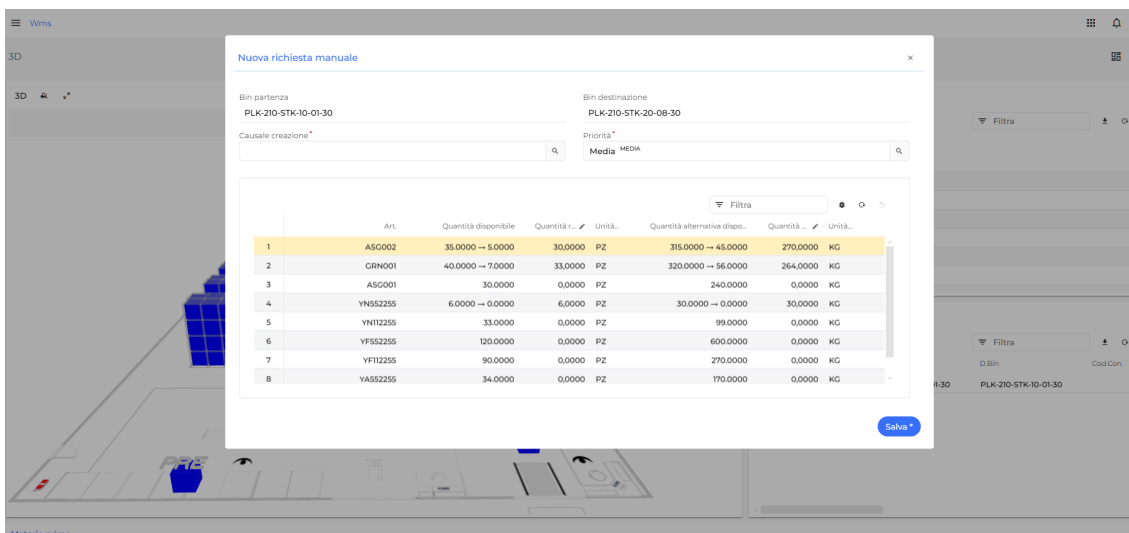 Wms
3D
Nuova richiesta manuale
×
3D
Bin partenza
Bin destinazione
PLK-210-STK-10-01-30
PLK-210-STK-20-08-30
Filtra
Causale creazione *
Priorità *
Media MEDIA
Filtra
Art. Quantità disponibile Quantità r... Unità... Quantità alternativa dispo... Quantità ... Unità...
1 ASG002 35.0000 → 5.0000 30,0000 PZ 315.0000 → 45.0000 270,0000 KG
2 GRN001 40.0000 → 7.0000 33,0000 PZ 320.0000 → 56.0000 264,0000 KG
3 ASG001 30.0000 0,0000 PZ 240.0000 0,0000 KG
4 YN552255 6.0000 → 0.0000 6,0000 PZ 30.0000 → 0.0000 30,0000 KG
5 YN112255 33.0000 0,0000 PZ 99.0000 0,0000 KG
6 YF552255 120.0000 0,0000 PZ 600.0000 0,0000 KG
Filtra
7 YF112255 90.0000 0,0000 PZ 270.0000 0,0000 KG
D.Bin Cod.Con.
8 YA552255 34.0000 0,0000 PZ 170.0000 0,0000 KG
01-30 PLK-210-STK-10-01-30
Salva *
PRE